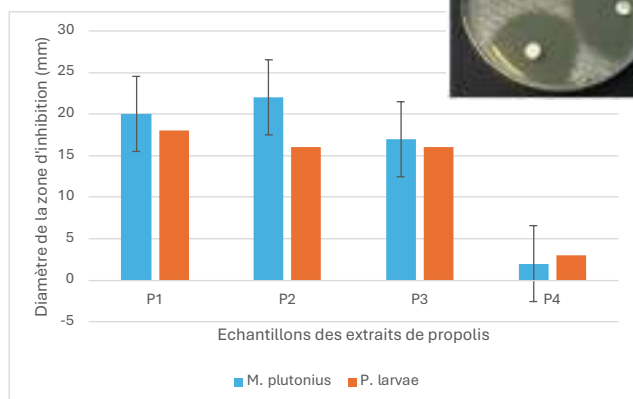 Diamètre de la zone d'inhibition (mm)
30
25
20
15
10
5
0
-5
P1 P2 P3 P4
Echantillons des extraits de propolis
M. plutonius P. larvae